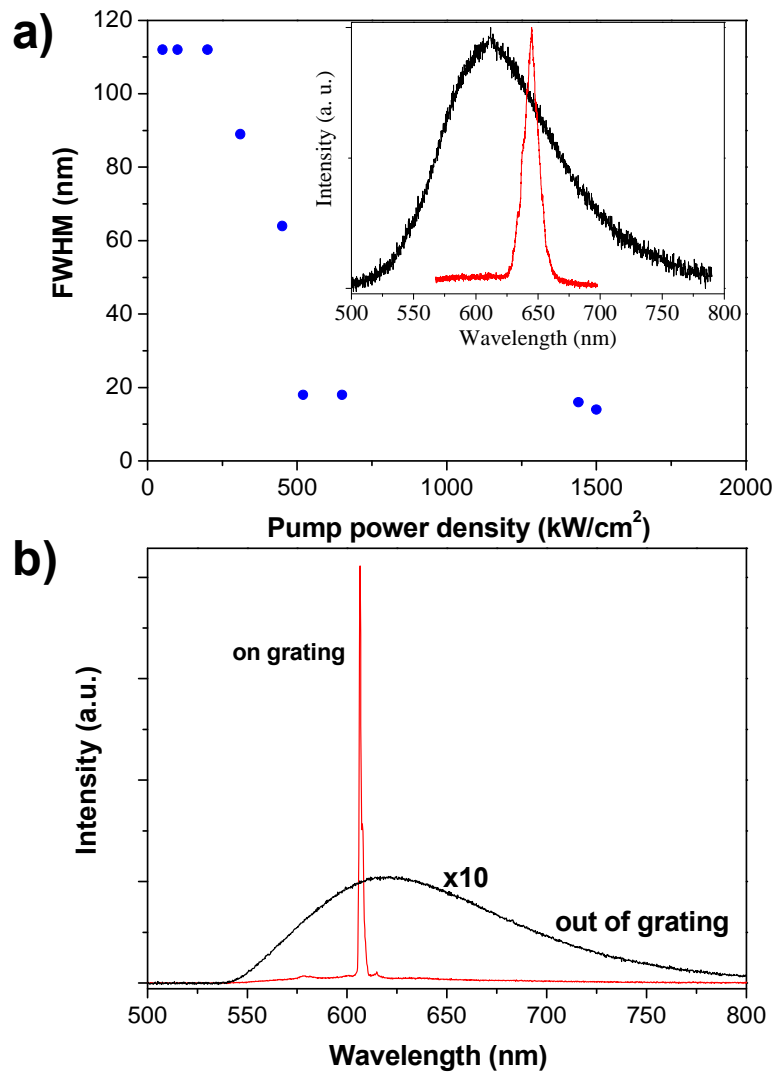 a)
FWHM (nm)
120
100
80
60
40
20
0
0 500 1000 1500 2000
Pump power density (kW/cm²)
Intensity (a. u.)
500 550 600 650 700 750 800
Wavelength (nm)
b)
Intensity (a.u.)
on grating
x10
out of grating
500 550 600 650 700 750 800
Wavelength (nm)